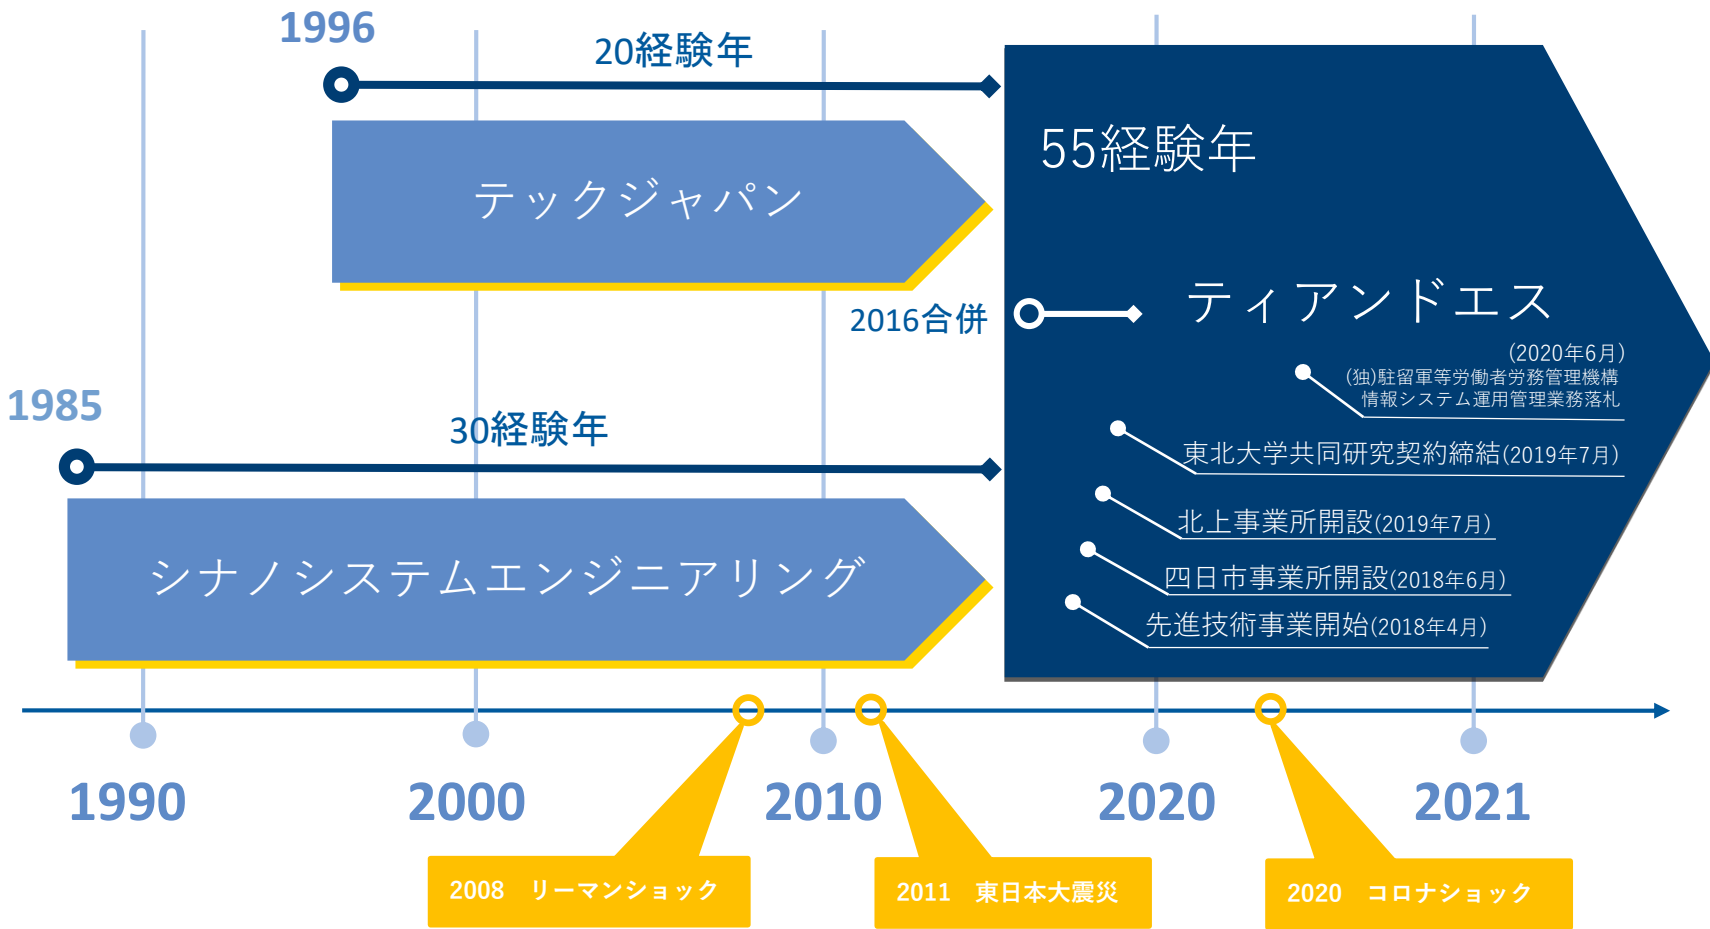 1996
20経験年
テックジャパン
55経験年
2016合併
ティアンドエス
(2020年6月)
(独)駐留軍等労働者労務管理機構
情報システム運用管理業務落札
1985
30経験年
東北大学共同研究契約締結(2019年7月)
北上事業所開設(2019年7月)
シナノシステムエンジニアリング
四日市事業所開設(2018年6月)
先進技術事業開始(2018年4月)
1990
2000
2010
2020
2021
2008 リーマンショック
2011 東日本大震災
2020 コロナショック